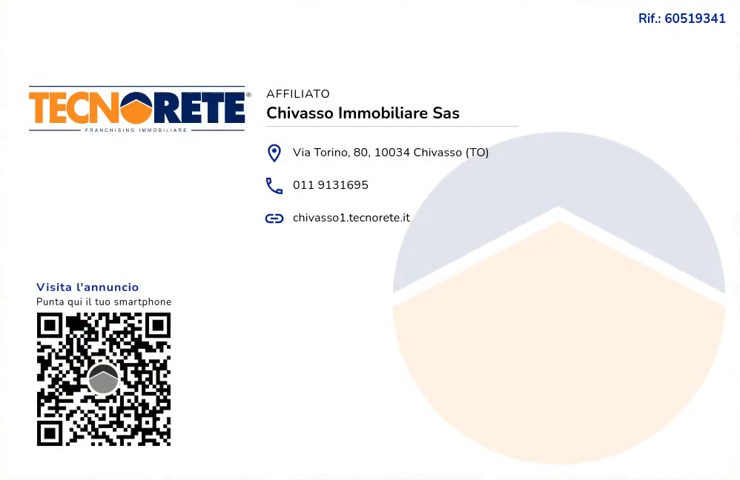 Rif.: 60519341
TECNORETE®
FRANCHISING IMMOBILIARE
AFFILIATO
Chivasso Immobiliare Sas
Via Torino, 80, 10034 Chivasso (TO)
011 9131695
chivasso1.tecnorete.it
Visita l'annuncio
Punta qui il tuo smartphone